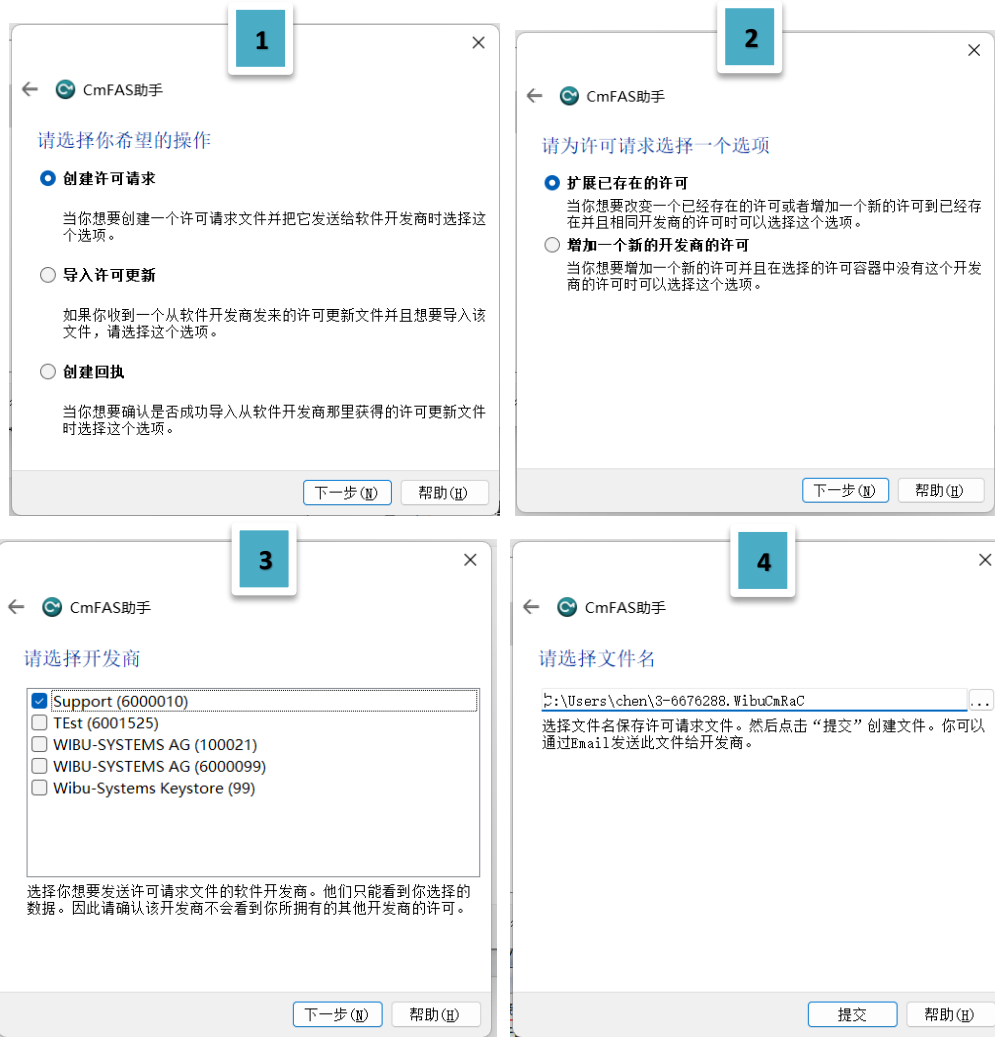 1
CmFAS助手
请选择你希望的操作
创建许可请求
当你想要创建一个许可请求文件并把它发送给软件开发商时选择这
个选项。
导入许可更新
如果你收到一个从软件开发商发来的许可更新文件并且想要导入该
文件，请选择这个选项。
创建回执
当你想要确认是否成功导入从软件开发商那里获得的许可更新文件
时选择这个选项。
下一步(N) 帮助(H)
2
CmFAS助手
请为许可请求选择一个选项
扩展已存在的许可
当你想要改变一个已经存在的许可或者增加一个新的许可到已经存
在并且相同开发商的许可时可以选择这个选项。
增加一个新的开发商的许可
当你想要增加一个新的许可并且在选择的许可容器中没有这个开发
商的许可时可以选择这个选项。
下一步(N) 帮助(H)
3
CmFAS助手
请选择开发商
Support (6000010)
TEst (6001525)
WIBU-SYSTEMS AG (100021)
WIBU-SYSTEMS AG (6000099)
Wibu-Systems Keystore (99)
选择你想要发送许可请求文件的软件开发商。他们只能看到你选择的
数据。因此请确认该开发商不会看到你所拥有的其他开发商的许可。
下一步(N) 帮助(H)
4
CmFAS助手
请选择文件名
C:\Users\chen\3-6676288.WibuCmRaC ...
选择文件名保存许可请求文件。然后点击“提交”创建文件。你可以
通过Email发送此文件给开发商。
提交 帮助(H)